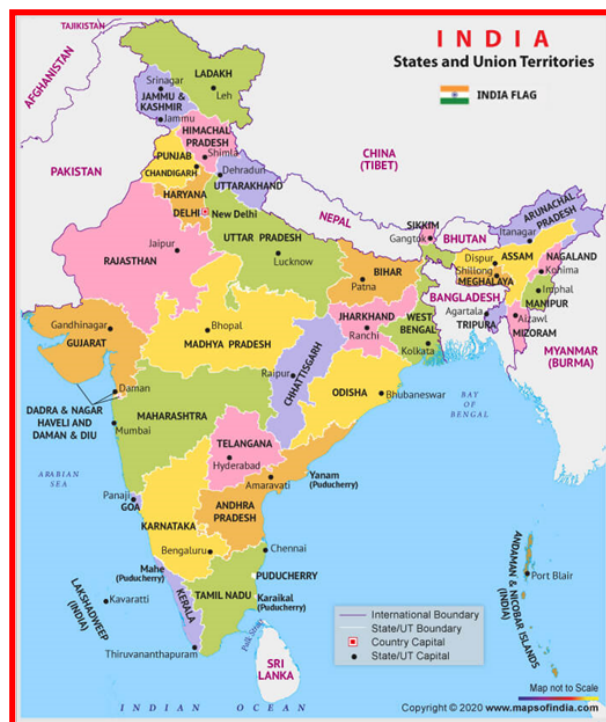 TAJIKISTAN
INDIA
States and Union Territories
INDIA FLAG
AFGHANISTAN
LADAKH
Srinagar
JAMMU &
KASHMIR
Leh
Jammu
HIMACHAL
PRADESH
Shimla
PAKISTAN
PUNJAB
CHANDIGARH
Dehradun
UTTARAKHAND
CHINA
(TIBET)
HARYANA
DELHI
New Delhi
NEPAL
SIKKIM
Gangtok
BHUTAN
ARUNACHAL
PRADESH
Itanagar
RAJASTHAN
Jaipur
UTTAR PRADESH
Lucknow
BIHAR
Patna
ASSAM
Dispur
NAGALAND
Kohima
Shillong
MEGHALAYA
Imphal
MANIPUR
BANGLADESH
Agartala
TRIPURA
Aizawl
MIZORAM
MYANMAR
(BURMA)
Gandhinagar
GUJARAT
Bhopal
MADHYA PRADESH
JHARKHAND
Ranchi
WEST
BENGAL
Kolkata
Raipur
CHHATTISGARH
ODISHA
Bhubaneswar
BAY
OF
BENGAL
Daman
DADRA & NAGAR
HAVELI AND
DAMAN & DIU
MAHARASHTRA
Mumbai
ARABIAN
SEA
TELANGANA
Hyderabad
Amaravati
Yanam
(Puducherry)
Panaji
GOA
KARNATAKA
ANDHRA
PRADESH
Bengaluru
Chennai
Mahe
(Puducherry)
PUDUCHERRY
Karaikal
(Puducherry)
TAMIL NADU
KERALA
LAKSHADWEEP
(INDIA)
Kavaratti
Thiruvananthapuram
Palk Strait
SRI
LANKA
ANDAMAN & NICOBAR ISLANDS
(INDIA)
Port Blair
International Boundary
State/UT Boundary
Country Capital
State/UT Capital
Map not to Scale
INDIAN OCEAN
Copyright © 2020 www.mapsofindia.com